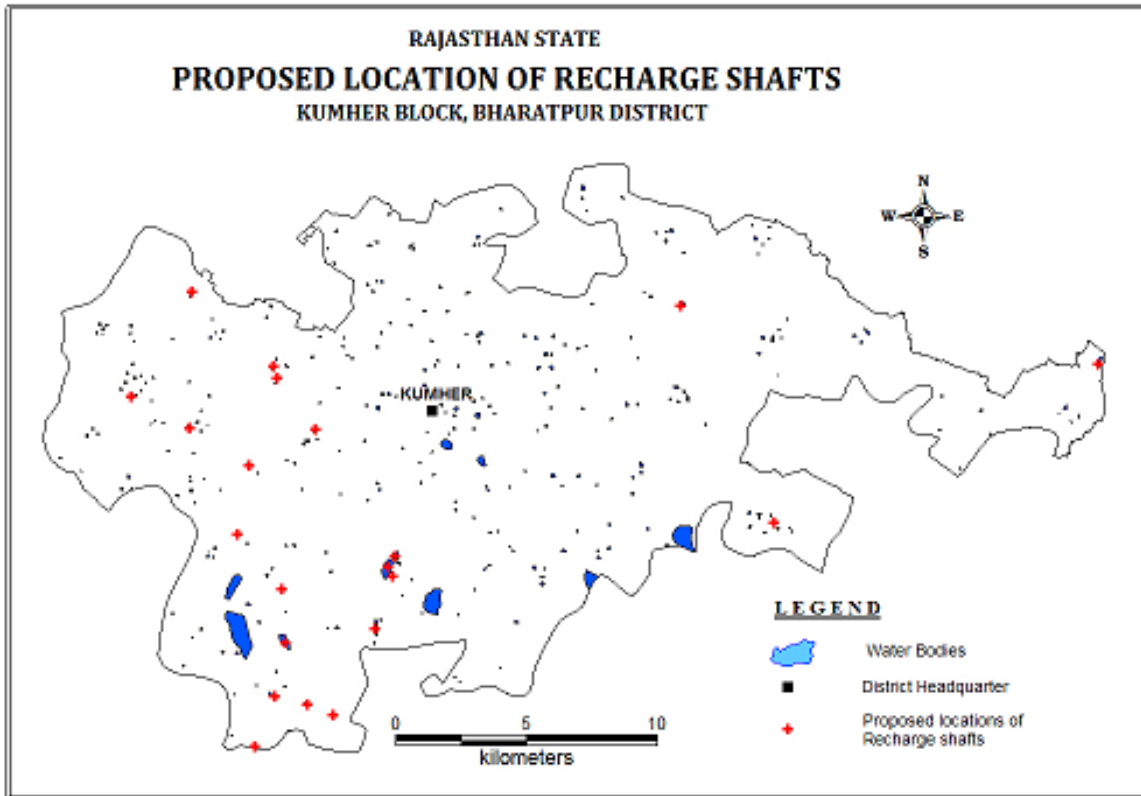 RAJASTHAN STATE
PROPOSED LOCATION OF RECHARGE SHAFTS
KUMHER BLOCK, BHARATPUR DISTRICT
N
W E
S
KUMHER
LEGEND
Water Bodies
District Headquarter
Proposed locations of
Recharge shafts
0 5 10
kilometers